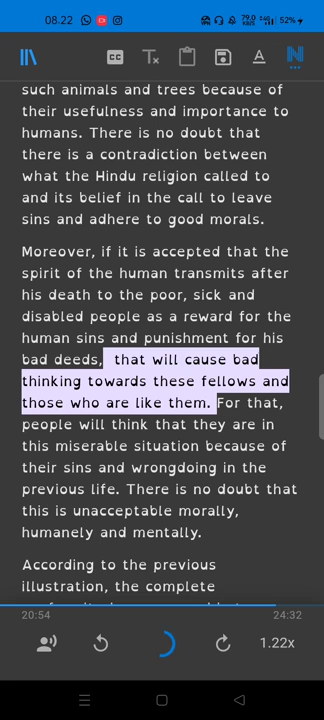 08.22
79.0
KB/S
52%
CC
T×
A
N
such animals and trees because of
their usefulness and importance to
humans. There is no doubt that
there is a contradiction between
what the Hindu religion called to
and its belief in the call to leave
sins and adhere to good morals.
Moreover, if it is accepted that the
spirit of the human transmits after
his death to the poor, sick and
disabled people as a reward for the
human sins and punishment for his
bad deeds, that will cause bad
thinking towards these fellows and
those who are like them. For that,
people will think that they are in
this miserable situation because of
their sins and wrongdoing in the
previous life. There is no doubt that
this is unacceptable morally,
humanely and mentally.
According to the previous
illustration, the complete
20:54
24:32
1.22x